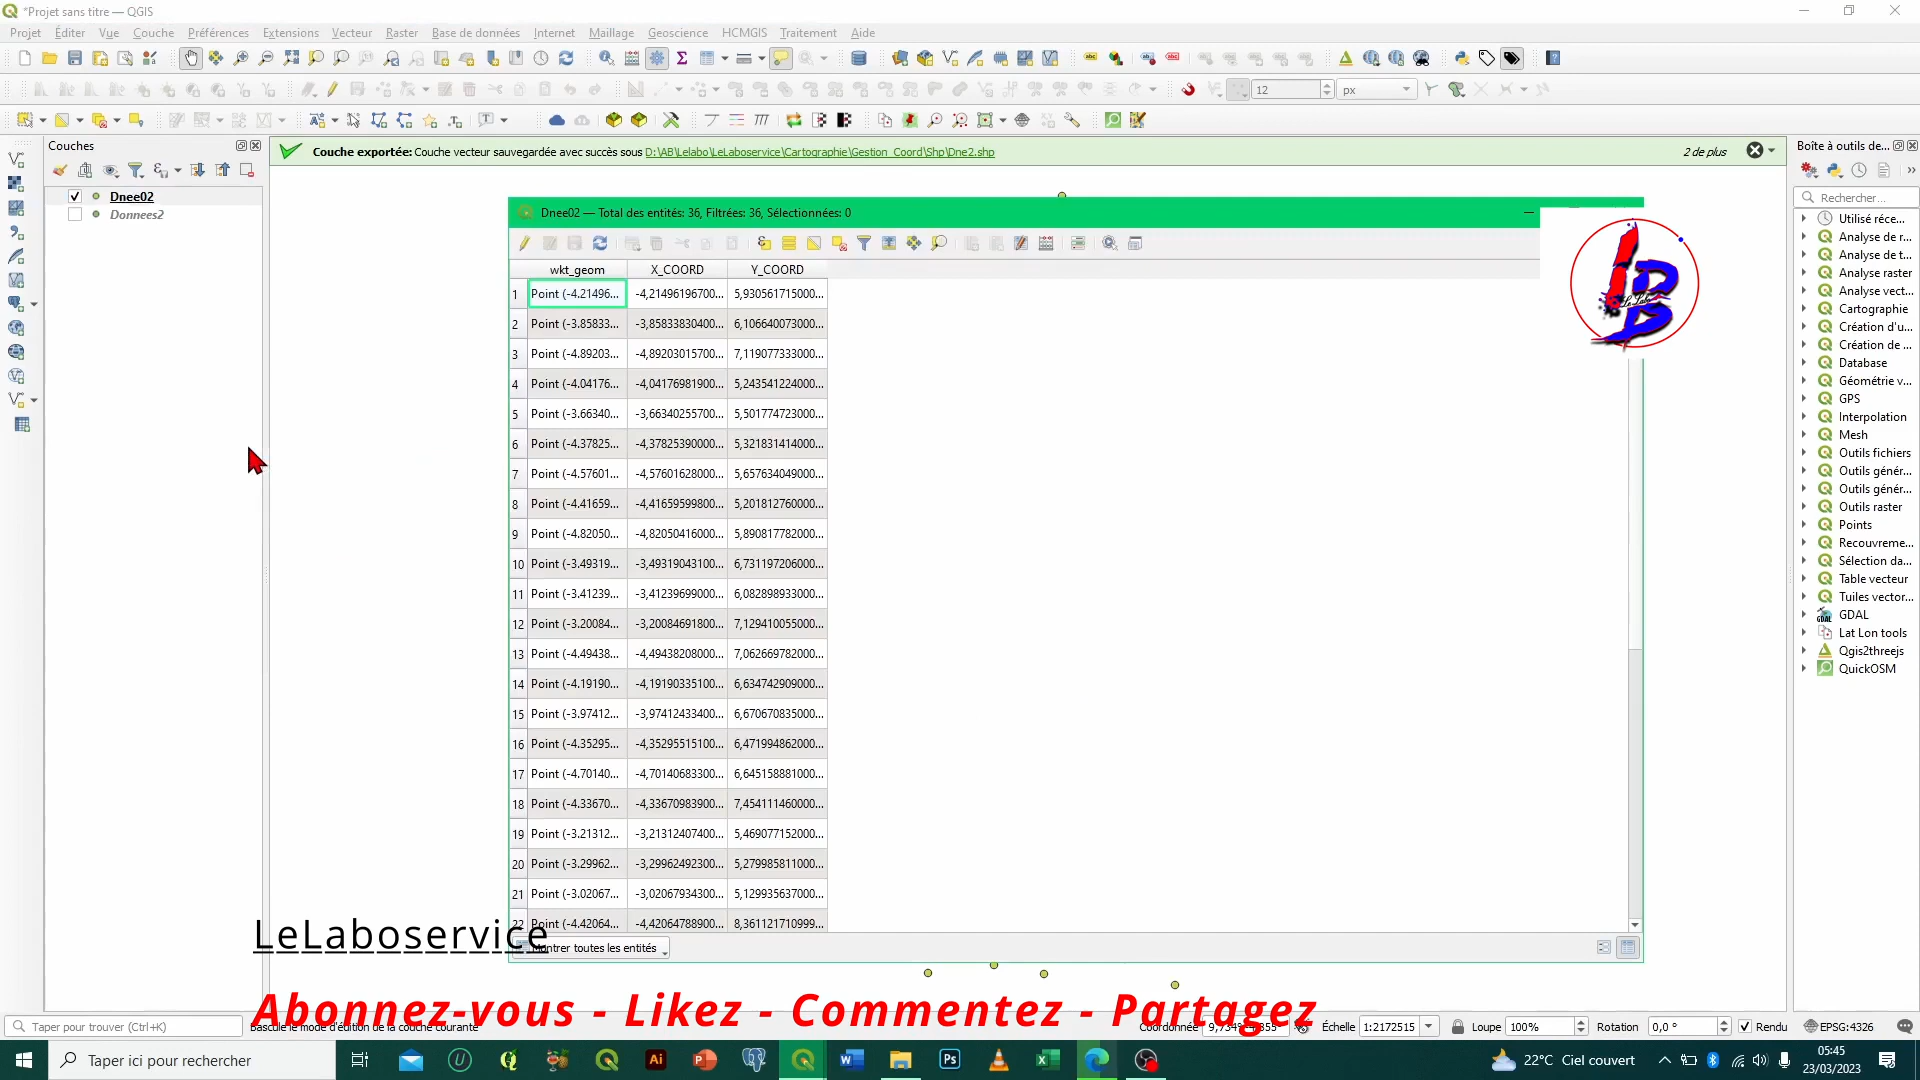 *Projet sans titre — QGIS
Projet Éditer Vue Couche Préférences Extensions Vecteur Raster Base de données Internet Maillage Geoscience HCMGIS Traitement Aide
12 px
Couches
Couche exportée: Couche vecteur sauvegardée avec succès sous D:\AB\Lelabo\LeLaboservice\Cartographie\Gestion_Coord\Shp\Dne2.shp
2 de plus
Boîte à outils de...
Dnee02
Donnees2
Rechercher...
Utilisé réce...
Analyse de r...
Analyse de t...
Analyse raster
Analyse vect...
Cartographie
Création d'u...
Création de ...
Database
Géométrie v...
GPS
Interpolation
Mesh
Outils fichiers
Outils génér...
Outils génér...
Outils raster
Points
Recouvreme...
Sélection da...
Table vecteur
Tuiles vector...
GDAL
Lat Lon tools
Qgis2threejs
QuickOSM
Dnee02 — Total des entités: 36, Filtrées: 36, Sélectionnées: 0
wkt_geom X_COORD Y_COORD
1 Point (-4.21496... -4,21496196700... 5,930561715000...
2 Point (-3.85833... -3,85833830400... 6,106640073000...
3 Point (-4.89203... -4,89203015700... 7,119077333000...
4 Point (-4.04176... -4,04176981900... 5,243541224000...
5 Point (-3.66340... -3,66340255700... 5,501774723000...
6 Point (-4.37825... -4,37825390000... 5,321831414000...
7 Point (-4.57601... -4,57601628000... 5,657634049000...
8 Point (-4.41659... -4,41659599800... 5,201812760000...
9 Point (-4.82050... -4,82050416000... 5,890817782000...
10 Point (-3.49319... -3,49319043100... 6,731197206000...
11 Point (-3.41239... -3,41239699000... 6,082898933000...
12 Point (-3.20084... -3,20084691800... 7,129410055000...
13 Point (-4.49438... -4,49438208000... 7,062669782000...
14 Point (-4.19190... -4,19190335100... 6,634742909000...
15 Point (-3.97412... -3,97412433400... 6,670670835000...
16 Point (-4.35295... -4,35295515100... 6,471994862000...
17 Point (-4.70140... -4,70140683300... 6,645158881000...
18 Point (-4.33670... -4,33670983900... 7,454111460000...
19 Point (-3.21312... -3,21312407400... 5,469077152000...
20 Point (-3.29962... -3,29962492300... 5,279985811000...
21 Point (-3.02067... -3,02067934300... 5,129935637000...
22 Point (-4.42064... -4,42064788900... 8,361121710999...
Montrer toutes les entités
LeLaboservice
Abonnez-vous - Likez - Commentez - Partagez
Taper pour trouver (Ctrl+K)
Bascule le mode d'édition de la couche courante
Coordonnée Échelle 1:2172515 Loupe 100% Rotation 0,0 ° Rendu EPSG:4326
Taper ici pour rechercher
22°C Ciel couvert
05:45
23/03/2023